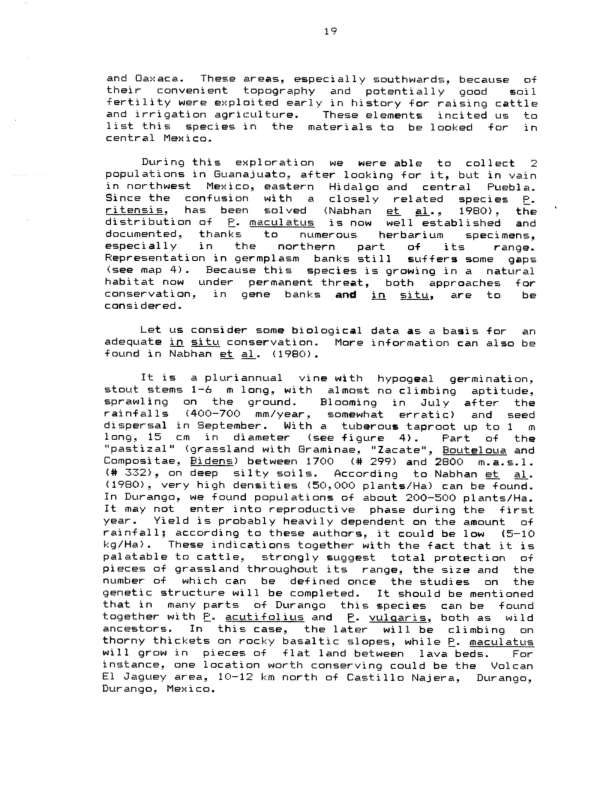 19
and Oaxaca. These areas, especially southwards, because of
their convenient topography and potentially good soil
fertility were exploited early in history for raising cattle
and irrigation agriculture. These elements incited us to
list this species in the materials to be looked for in
central Mexico.
During this exploration we were able to collect 2
populations in Guanajuato, after looking for it, but in vain
in northwest Mexico, eastern Hidalgo and central Puebla.
Since the confusion with a closely related species P.
ritensis, has been solved (Nabhan et al., 1980), the
distribution of P. maculatus is now well established and
documented, thanks to numerous herbarium specimens,
especially in the northern part of its range.
Representation in germplasm banks still suffers some gaps
(see map 4). Because this species is growing in a natural
habitat now under permanent threat, both approaches for
conservation, in gene banks and in situ, are to be
considered.
Let us consider some biological data as a basis for an
adequate in situ conservation. More information can also be
found in Nabhan et al. (1980).
It is a pluriannual vine with hypogeal germination,
stout stems 1-6 m long, with almost no climbing aptitude,
sprawling on the ground. Blooming in July after the
rainfalls (400-700 mm/year, somewhat erratic) and seed
dispersal in September. With a tuberous taproot up to 1 m
long, 15 cm in diameter (see figure 4). Part of the
"pastizal" (grassland with Graminae, "Zacate", Bouteloua and
Compositae, Bidens) between 1700 (# 299) and 2800 m.a.s.l.
(# 332), on deep silty soils. According to Nabhan et al.
(1980), very high densities (50,000 plants/Ha) can be found.
In Durango, we found populations of about 200-500 plants/Ha.
It may not enter into reproductive phase during the first
year. Yield is probably heavily dependent on the amount of
rainfall; according to these authors, it could be low (5-10
kg/Ha). These indications together with the fact that it is
palatable to cattle, strongly suggest total protection of
pieces of grassland throughout its range, the size and the
number of which can be defined once the studies on the
genetic structure will be completed. It should be mentioned
that in many parts of Durango this species can be found
together with P. acutifolius and P. vulgaris, both as wild
ancestors. In this case, the later will be climbing on
thorny thickets on rocky basaltic slopes, while P. maculatus
will grow in pieces of flat land between lava beds. For
instance, one location worth conserving could be the Volcan
El Jaguey area, 10-12 km north of Castillo Najera, Durango,
Durango, Mexico.